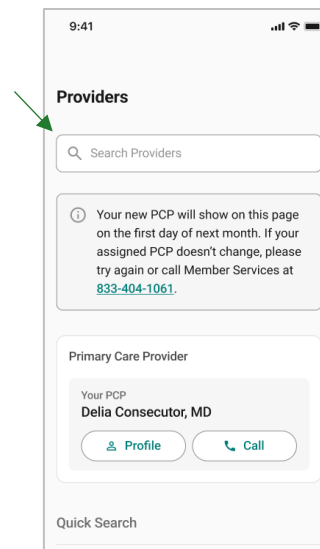 9:41
Providers
Search Providers
Your new PCP will show on this page
on the first day of next month. If your
assigned PCP doesn’t change, please
try again or call Member Services at
833-404-1061.
Primary Care Provider
Your PCP
Delia Consecutor, MD
Profile
Call
Quick Search